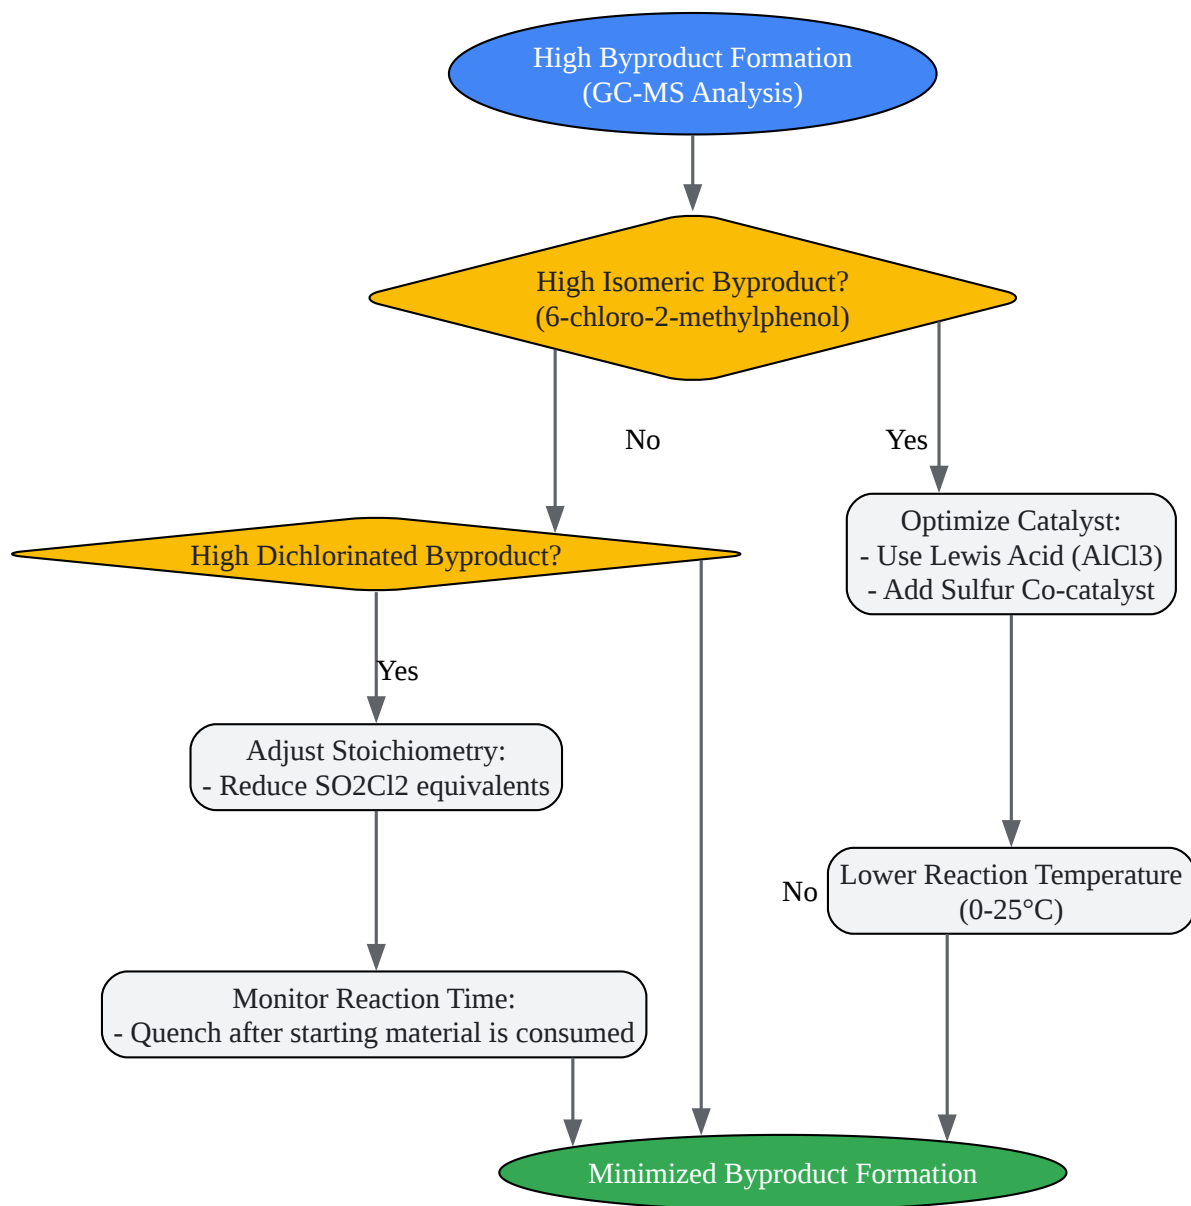 High Byproduct Formation
(GC-MS Analysis)
High Isomeric Byproduct?
(6-chloro-2-methylphenol)
No
Yes
Optimize Catalyst:
- Use Lewis Acid (AlCl3)
- Add Sulfur Co-catalyst
High Dichlorinated Byproduct?
Yes
Adjust Stoichiometry:
- Reduce SO2Cl2 equivalents
No
Lower Reaction Temperature
(0-25°C)
Monitor Reaction Time:
- Quench after starting material is consumed
Minimized Byproduct Formation